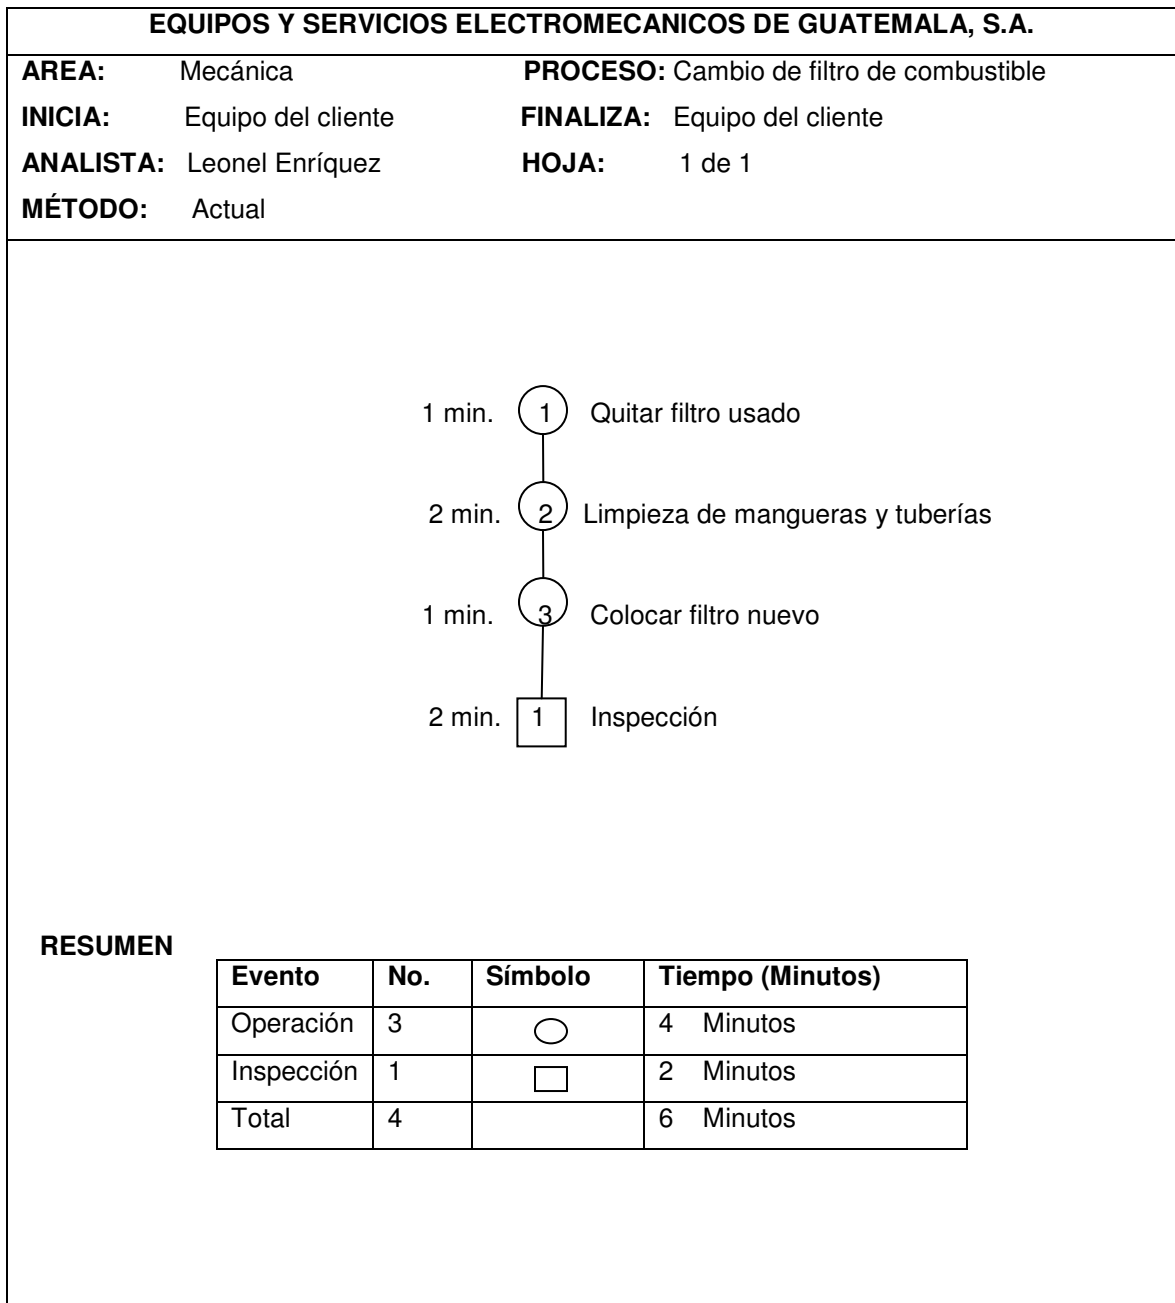 EQUIPOS Y SERVICIOS ELECTROMECANICOS DE GUATEMALA, S.A.
AREA: Mecánica PROCESO: Cambio de filtro de combustible
INICIA: Equipo del cliente FINALIZA: Equipo del cliente
ANALISTA: Leonel Enríquez HOJA: 1 de 1
MÉTODO: Actual
1 min. 1 Quitar filtro usado
2 min. 2 Limpieza de mangueras y tuberías
1 min. 3 Colocar filtro nuevo
2 min. 1 Inspección
RESUMEN
Evento No. Símbolo Tiempo (Minutos)
Operación 3 4 Minutos
Inspección 1 2 Minutos
Total 4 6 Minutos